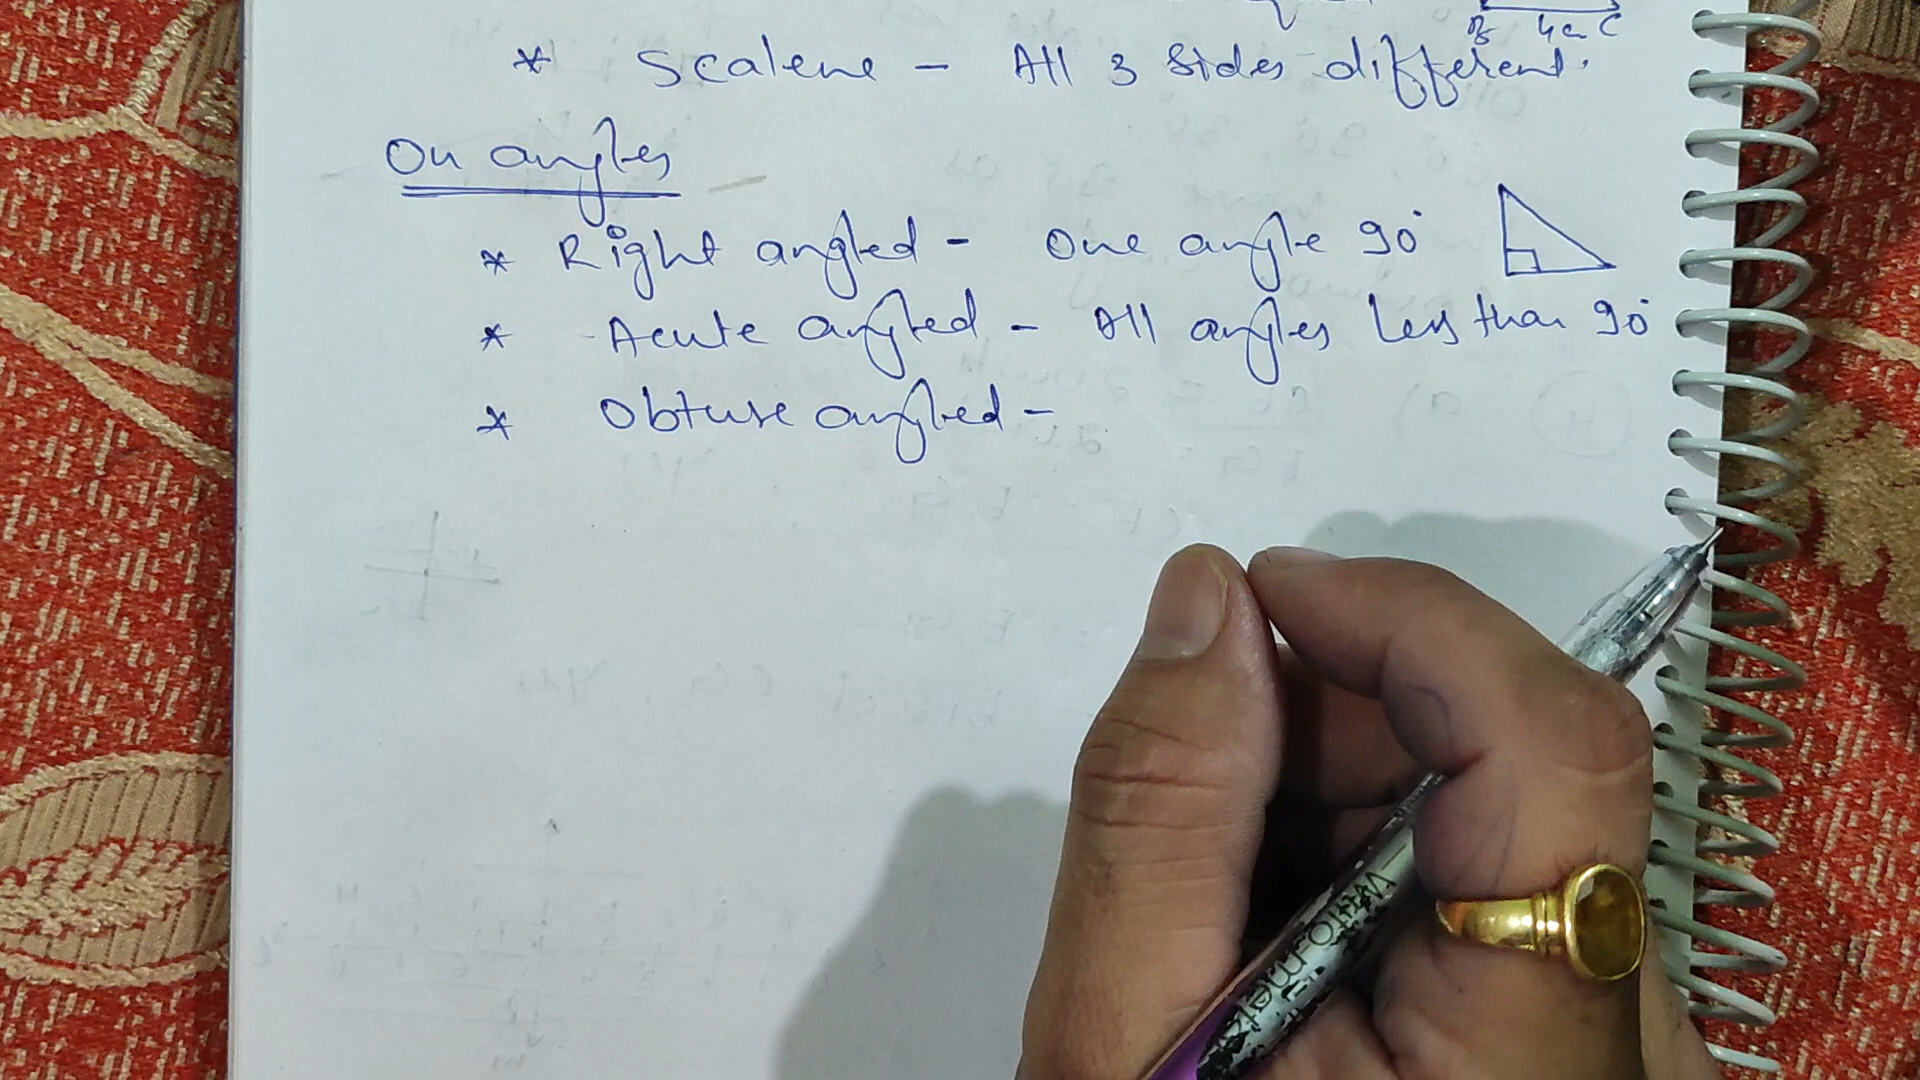 B 4cm C
* Scalene - All 3 sides different.
On angles
* Right angled - One angle 90°
* Acute angled - All angles less than 90°
* Obtuse angled -